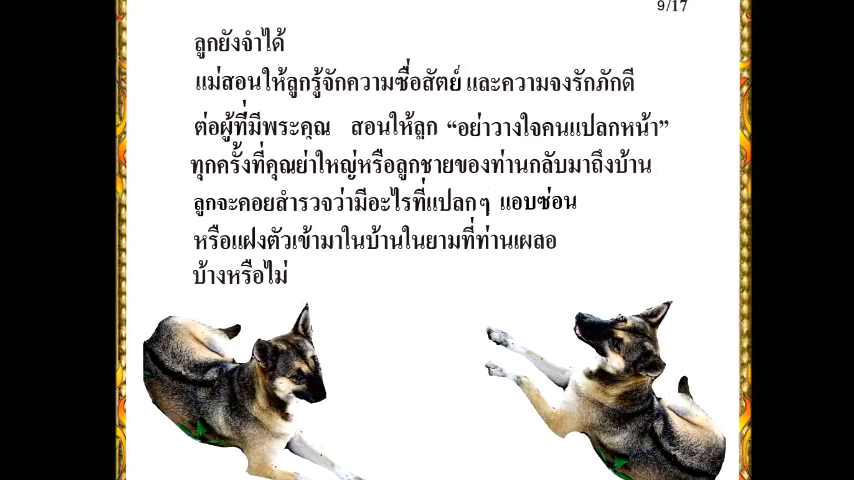 9/17
ลูกยังจำได้
แม่สอนให้ลูกรู้จักความซื่อสัตย์ และความจงรักภักดี
ต่อผู้ที่มีพระคุณ สอนให้ลูก “อย่าวางใจคนแปลกหน้า”
ทุกครั้งที่คุณย่าใหญ่หรือลูกชายของท่านกลับมาถึงบ้าน
ลูกจะคอยสำรวจว่ามีอะไรที่แปลกๆ แอบซ่อน
หรือแฝงตัวเข้ามาในบ้านในยามที่ท่านเผลอ
บ้างหรือไม่